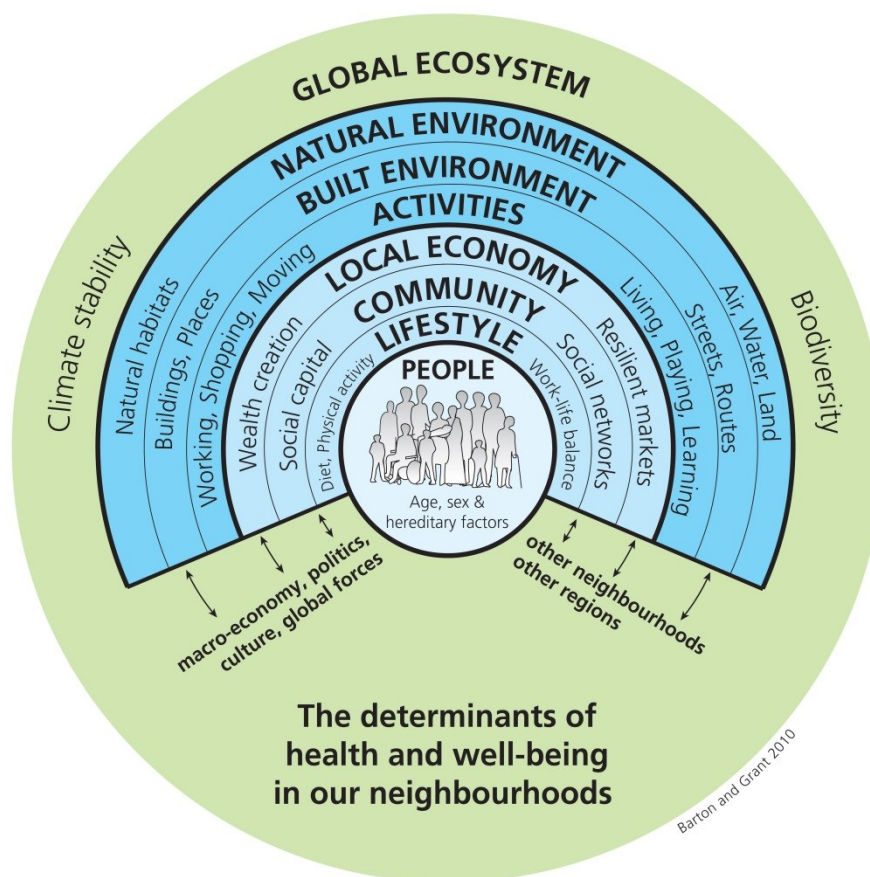 GLOBAL ECOSYSTEM
NATURAL ENVIRONMENT
BUILT ENVIRONMENT
ACTIVITIES
LOCAL ECONOMY
COMMUNITY
LIFESTYLE
PEOPLE
Age, sex &
hereditary factors
Climate stability
Natural habitats
Buildings, Places
Working, Shopping, Moving
Wealth creation
Social capital
Diet, Physical activity
Work-life balance
Social networks
Resilient markets
Living, Playing, Learning
Streets, Routes
Air, Water, Land
Biodiversity
macro-economy, politics,
culture, global forces
other neighbourhoods
other regions
The determinants of
health and well-being
in our neighbourhoods
Barton and Grant 2010